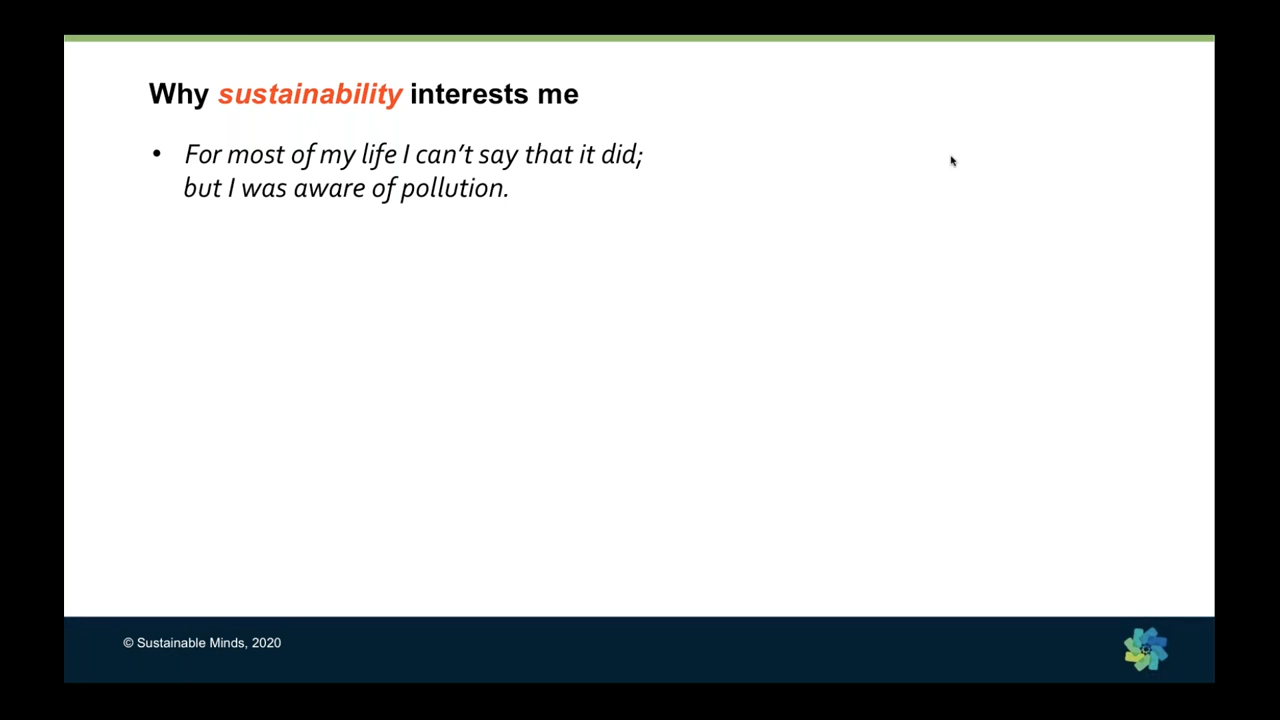 Why sustainability interests me
• For most of my life I can’t say that it did;
but I was aware of pollution.
© Sustainable Minds, 2020